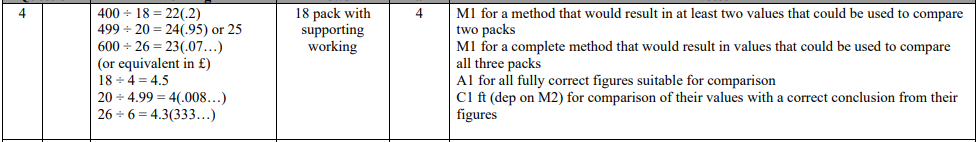 4
400 ÷ 18 = 22(.2)
499 ÷ 20 = 24(.95) or 25
600 ÷ 26 = 23(.07…)
(or equivalent in £)
18 ÷ 4 = 4.5
20 ÷ 4.99 = 4(.008…)
26 ÷ 6 = 4.3(333…)
18 pack with
supporting
working
4
M1 for a method that would result in at least two values that could be used to compare
two packs
M1 for a complete method that would result in values that could be used to compare
all three packs
A1 for all fully correct figures suitable for comparison
C1 ft (dep on M2) for comparison of their values with a correct conclusion from their
figures